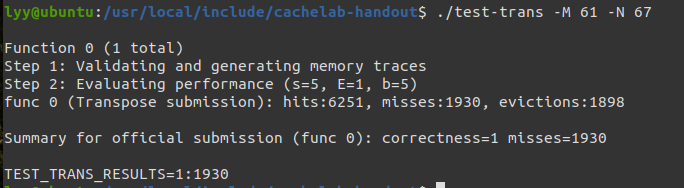 lyy@ubuntu:/usr/local/include/cachelab-handout$ ./test-trans -M 61 -N 67
Function 0 (1 total)
Step 1: Validating and generating memory traces
Step 2: Evaluating performance (s=5, E=1, b=5)
func 0 (Transpose submission): hits:6251, misses:1930, evictions:1898
Summary for official submission (func 0): correctness=1 misses=1930
TEST_TRANS_RESULTS=1:1930